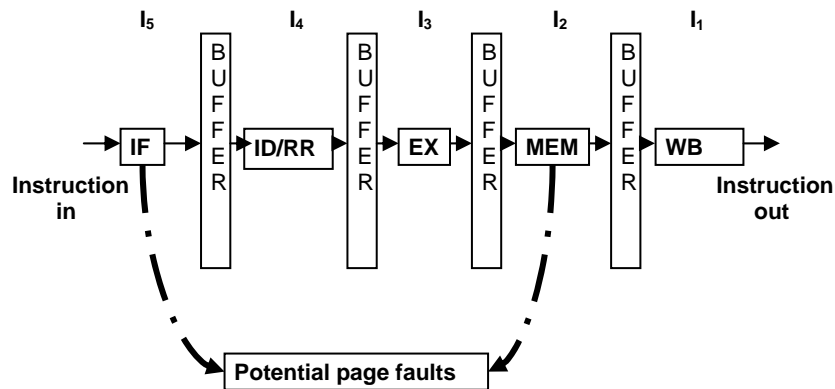 I5 I4 I3 I2 I1
BUFFER
BUFFER
BUFFER
BUFFER
IF ID/RR EX MEM WB
Instruction in
Instruction out
Potential page faults